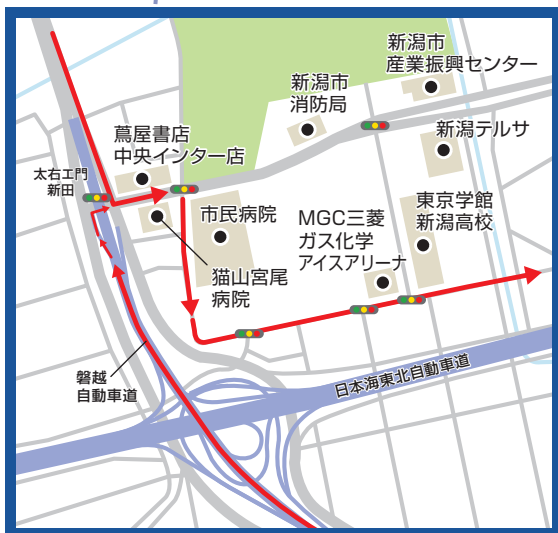 新潟市
産業振興センター
新潟市
消防局
新潟テルサ
蔦屋書店
中央インター店
太右エ門
新田
市民病院
MGC三菱
ガス化学
アイスアリーナ
東京学館
新潟高校
猫山宮尾
病院
磐越
自動車道
日本海東北自動車道